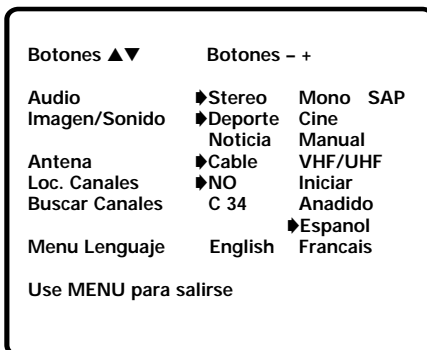 Botones ▲▼ Botones – +
Audio ➧Stereo Mono SAP
Imagen/Sonido ➧Deporte Cine
Noticia Manual
Antena ➧Cable VHF/UHF
Loc. Canales ➧NO Iniciar
Buscar Canales C 34 Anadido
➧Espanol
Menu Lenguaje English Francais
Use MENU para salirse